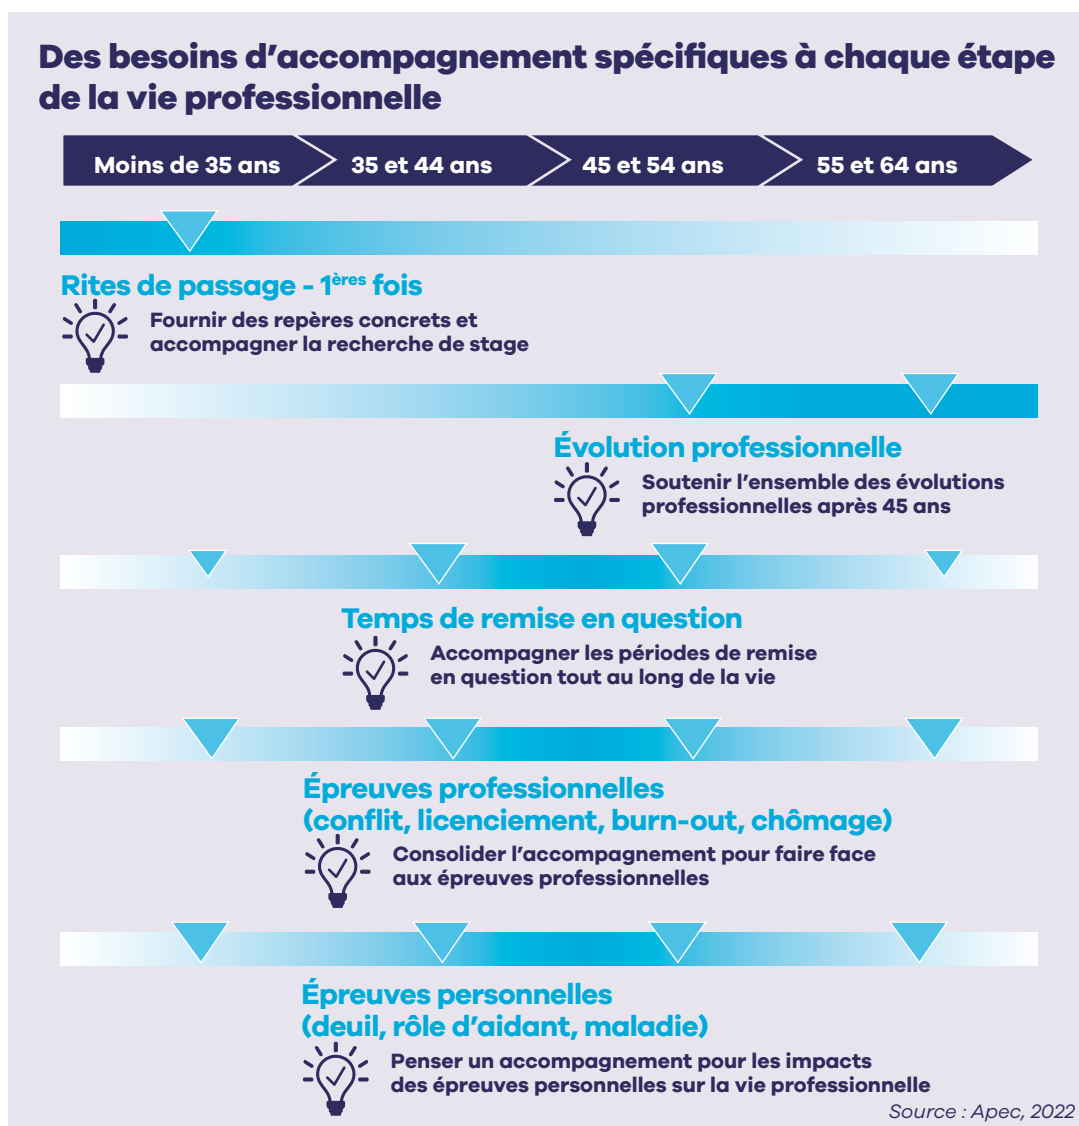 Des besoins d’accompagnement spécifiques à chaque étape
de la vie professionnelle
Moins de 35 ans
35 et 44 ans
45 et 54 ans
55 et 64 ans
Rites de passage - 1ères fois
Fournir des repères concrets et
accompagner la recherche de stage
Évolution professionnelle
Soutenir l’ensemble des évolutions
professionnelles après 45 ans
Temps de remise en question
Accompagner les périodes de remise
en question tout au long de la vie
Épreuves professionnelles
(conflit, licenciement, burn-out, chômage)
Consolider l’accompagnement pour faire face
aux épreuves professionnelles
Épreuves personnelles
(deuil, rôle d’aidant, maladie)
Penser un accompagnement pour les impacts
des épreuves personnelles sur la vie professionnelle
Source : Apec, 2022